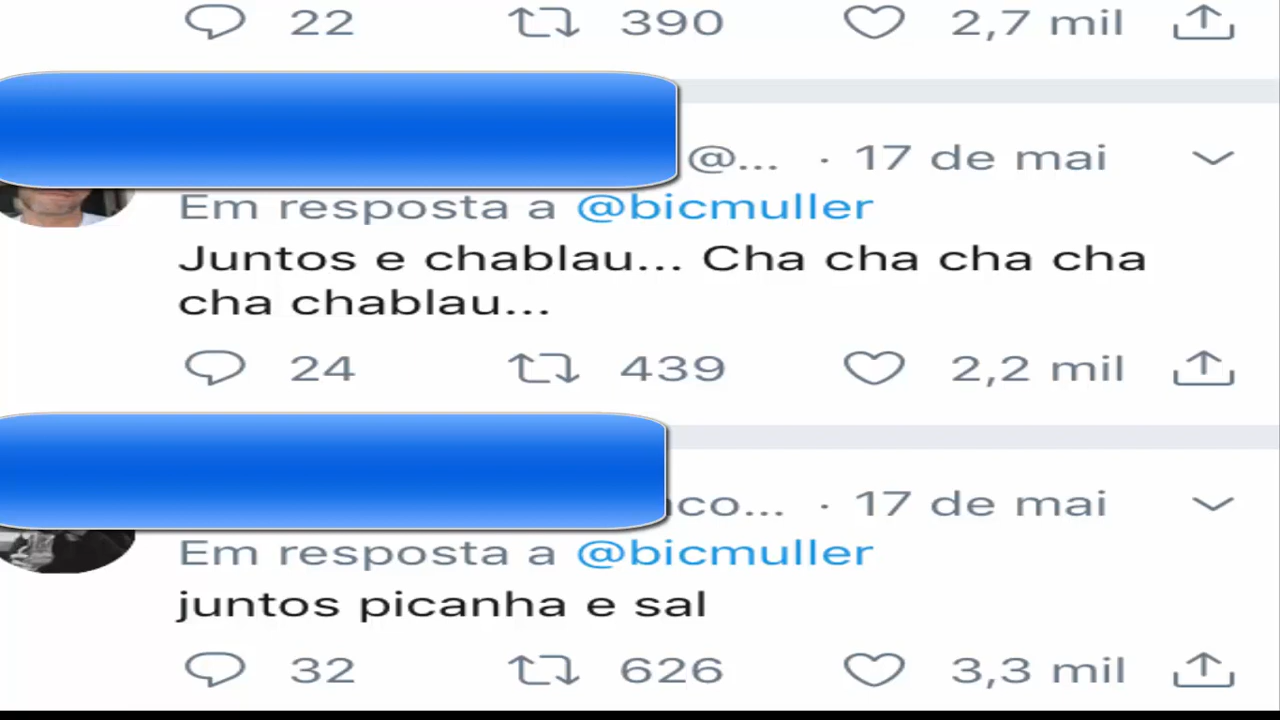 22 390 2,7 mil
@... · 17 de mai
Em resposta a @bicmuller
Juntos e chablau... Cha cha cha cha
cha chablau...
24 439 2,2 mil
co... · 17 de mai
Em resposta a @bicmuller
juntos picanha e sal
32 626 3,3 mil